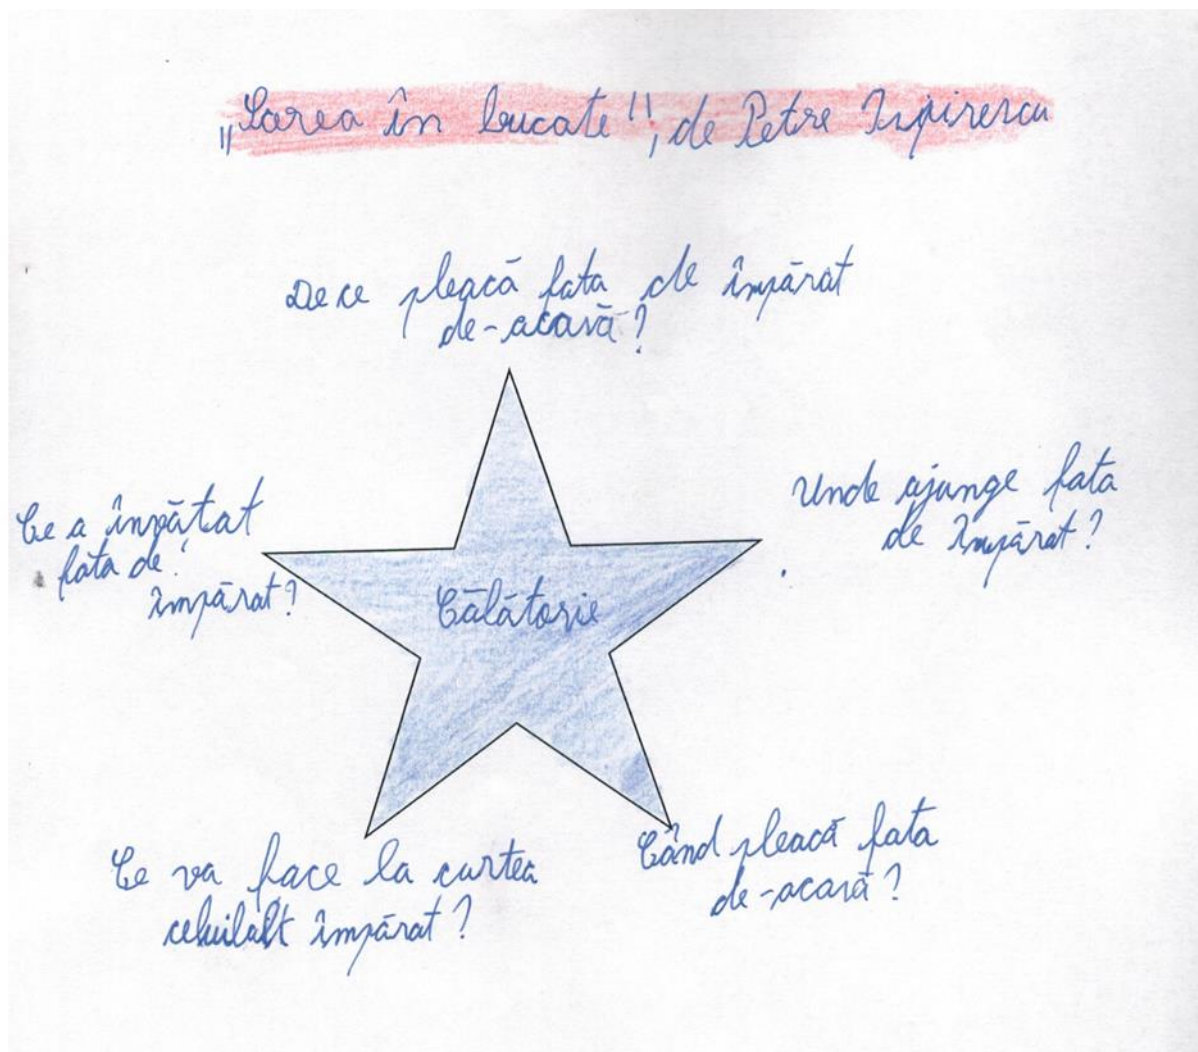 „Sarea în bucate", de Petre Ispirescu
De ce pleacă fata de împărat
de-acasă?
Unde ajunge fata
de împărat?
Când pleacă fata
de-acasă?
Ce va face la curtea
celuilalt împărat?
Ce a învățat
fata de
împărat?
Călătorie